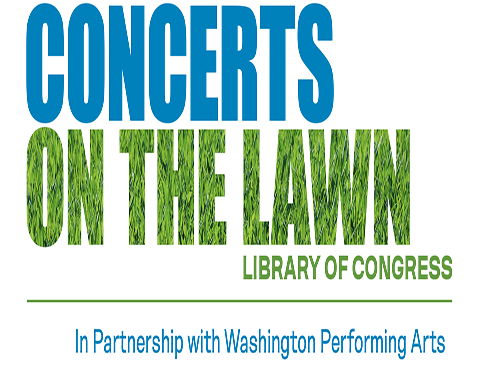 CONCERTS
ON THE LAWN
LIBRARY OF CONGRESS
In Partnership with Washington Performing Arts